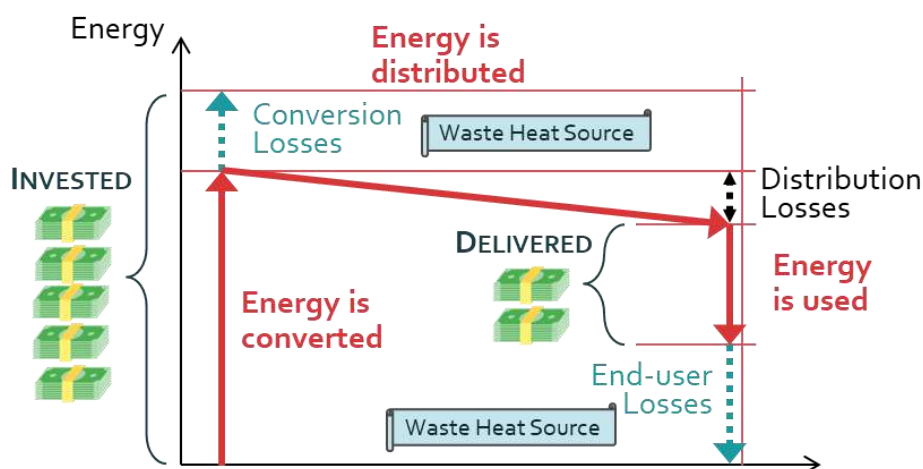 Energy
Energy is
distributed
Conversion
Losses
Waste Heat Source
INVESTED
Distribution
Losses
DELIVERED
Energy is
converted
Energy
is used
End-user
Losses
Waste Heat Source